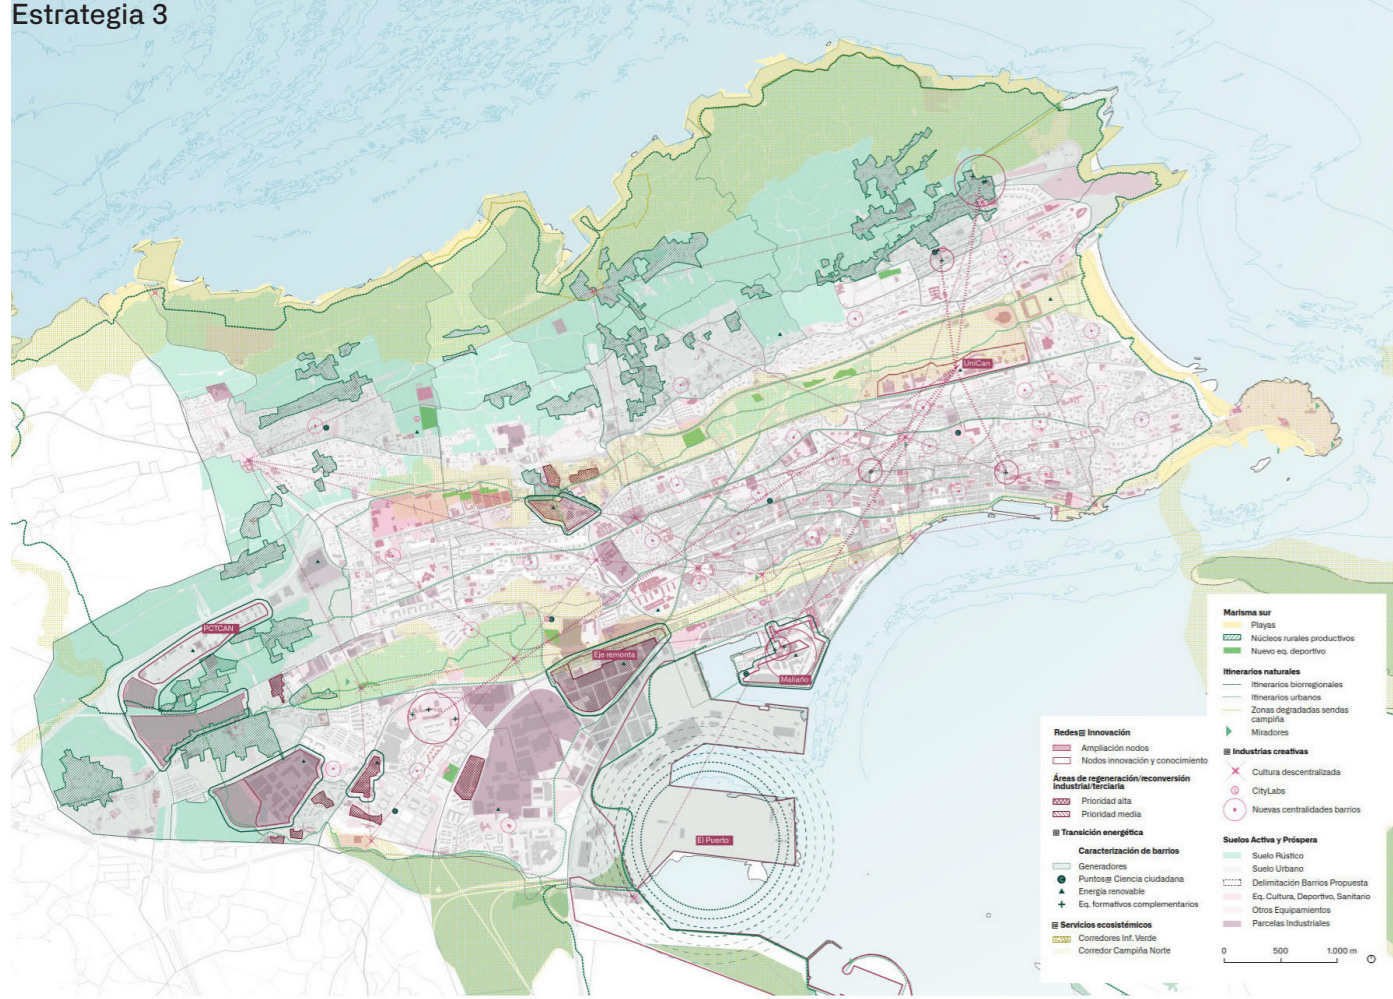 Estrategia 3
UniCan
PCTCAN
Eje remonta
Maliaño
El Puerto
Marisma sur
Playas
Núcleos rurales productivos
Nuevo eq. deportivo
Itinerarios naturales
Itinerarios biorregionales
Itinerarios urbanos
Zonas degradadas sendas
campiña
Miradores
Industrias creativas
Cultura descentralizada
CityLabs
Nuevas centralidades barrios
Suelos Activa y Próspera
Suelo Rústico
Suelo Urbano
Delimitación Barrios Propuesta
Eq. Cultura, Deportivo, Sanitario
Otros Equipamientos
Parcelas Industriales
0 500 1.000 m
Redes Innovación
Ampliación nodos
Nodos innovación y conocimiento
Áreas de regeneración/reconversión
industrial/terciaria
Prioridad alta
Prioridad media
Transición energética
Caracterización de barrios
Generadores
Puntos Ciencia ciudadana
Energía renovable
Eq. formativos complementarios
Servicios ecosistémicos
Corredores Inf. Verde
Corredor Campiña Norte